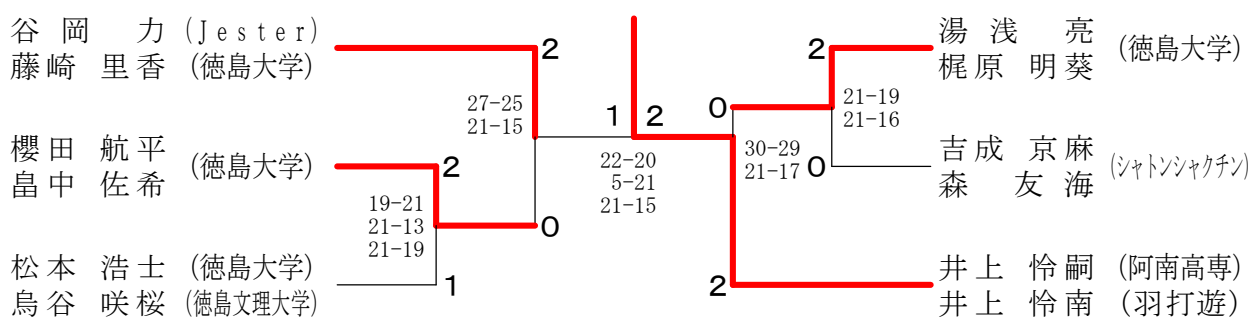 谷岡 力 (Jester)
藤崎 里香 (徳島大学)
2
27-25
21-15
櫻田 航平
畠中 佐希
(徳島大学)
2
19-21
21-13
21-19
0
松本 浩士 (徳島大学)
鳥谷 咲桜 (徳島文理大学)
1
1
2
22-20
5-21
21-15
湯浅 亮
梶原 明葵
(徳島大学)
2
0
21-19
21-16
吉成 京麻
森 友海
(シャトンシャクチン)
0
30-29
21-17
井上 怜嗣 (阿南高専)
井上 怜南 (羽打遊)
2